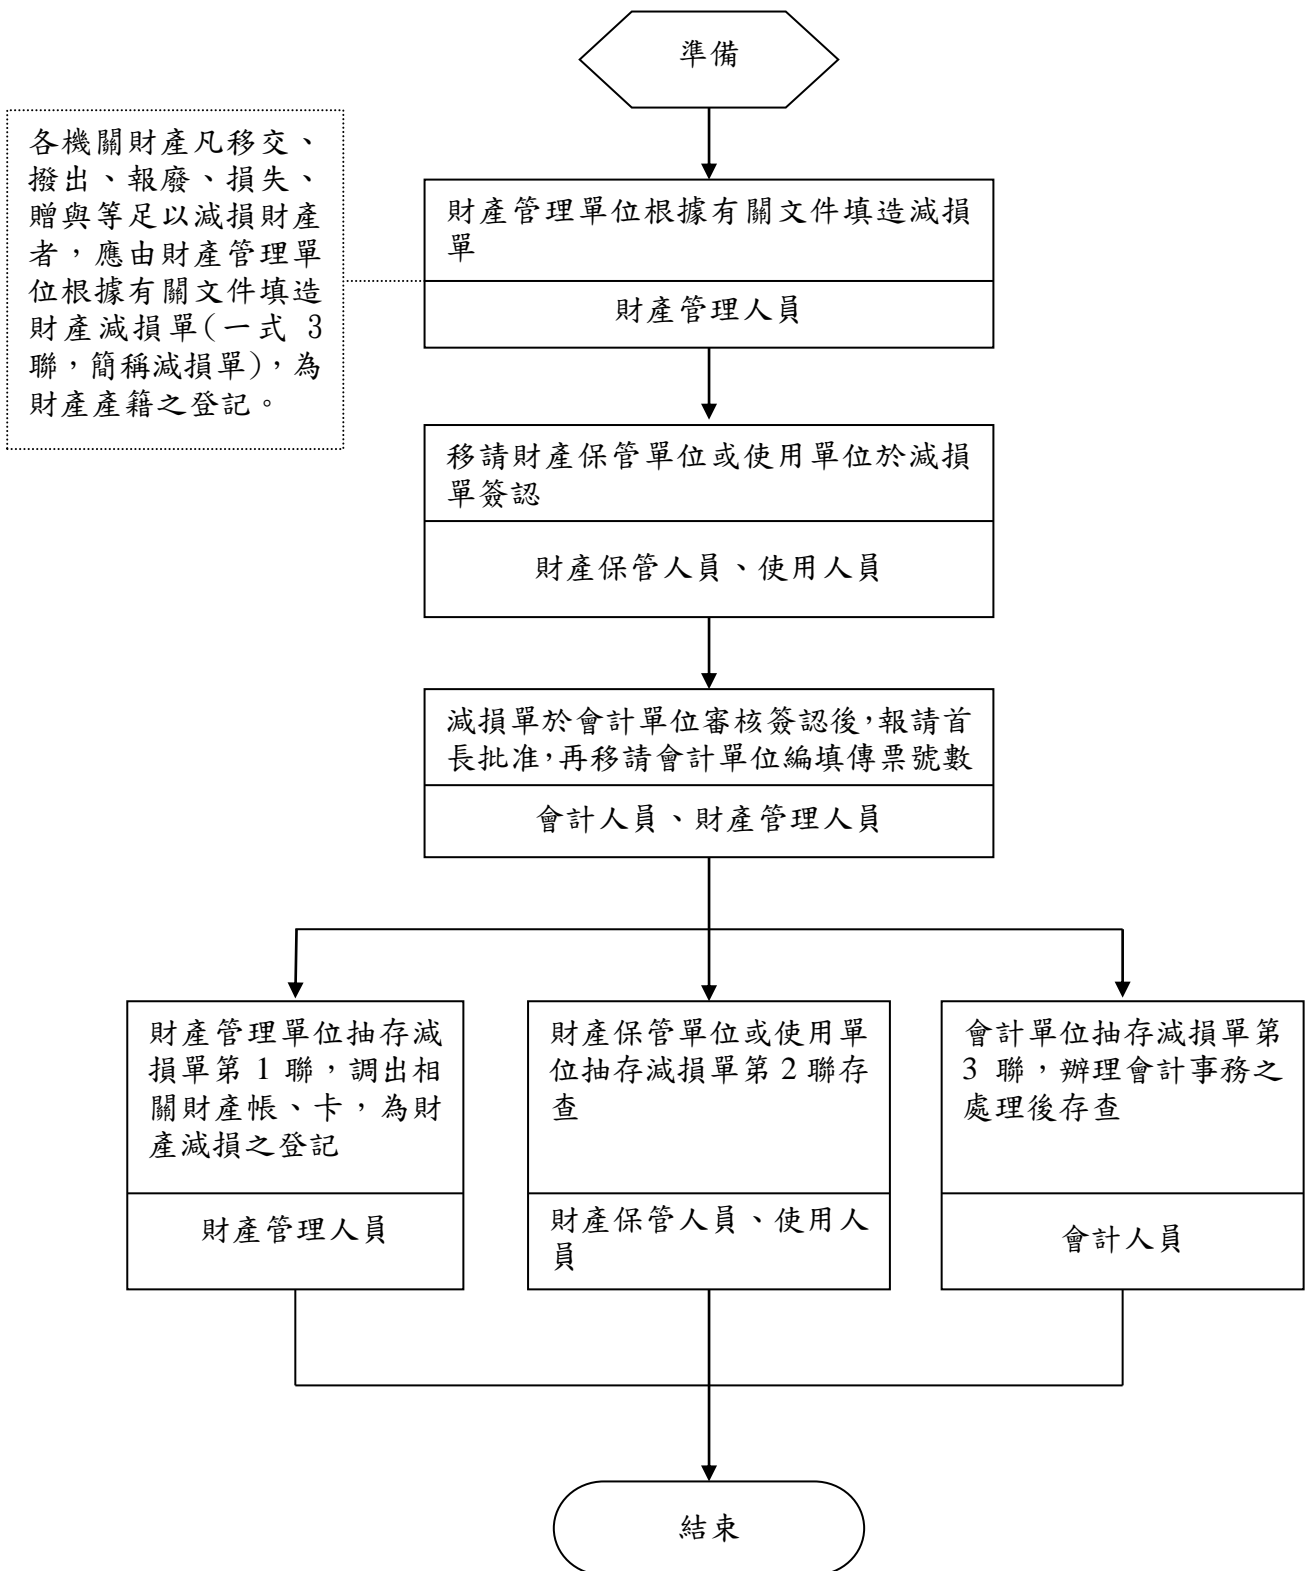 準備
各機關財產凡移交、
撥出、報廢、損失、
贈與等足以減損財產
者，應由財產管理單
位根據有關文件填造
財產減損單(一式 3
聯，簡稱減損單)，為
財產產籍之登記。
財產管理單位根據有關文件填造減損
單
財產管理人員
移請財產保管單位或使用單位於減損
單簽認
財產保管人員、使用人員
減損單於會計單位審核簽認後，報請首
長批准，再移請會計單位編填傳票號數
會計人員、財產管理人員
財產管理單位抽存減
損單第 1 聯，調出相
關財產帳、卡，為財
產減損之登記
財產管理人員
財產保管單位或使用單
位抽存減損單第 2 聯存
查
財產保管人員、使用人
員
會計單位抽存減損單第
3 聯，辦理會計事務之
處理後存查
會計人員
結束